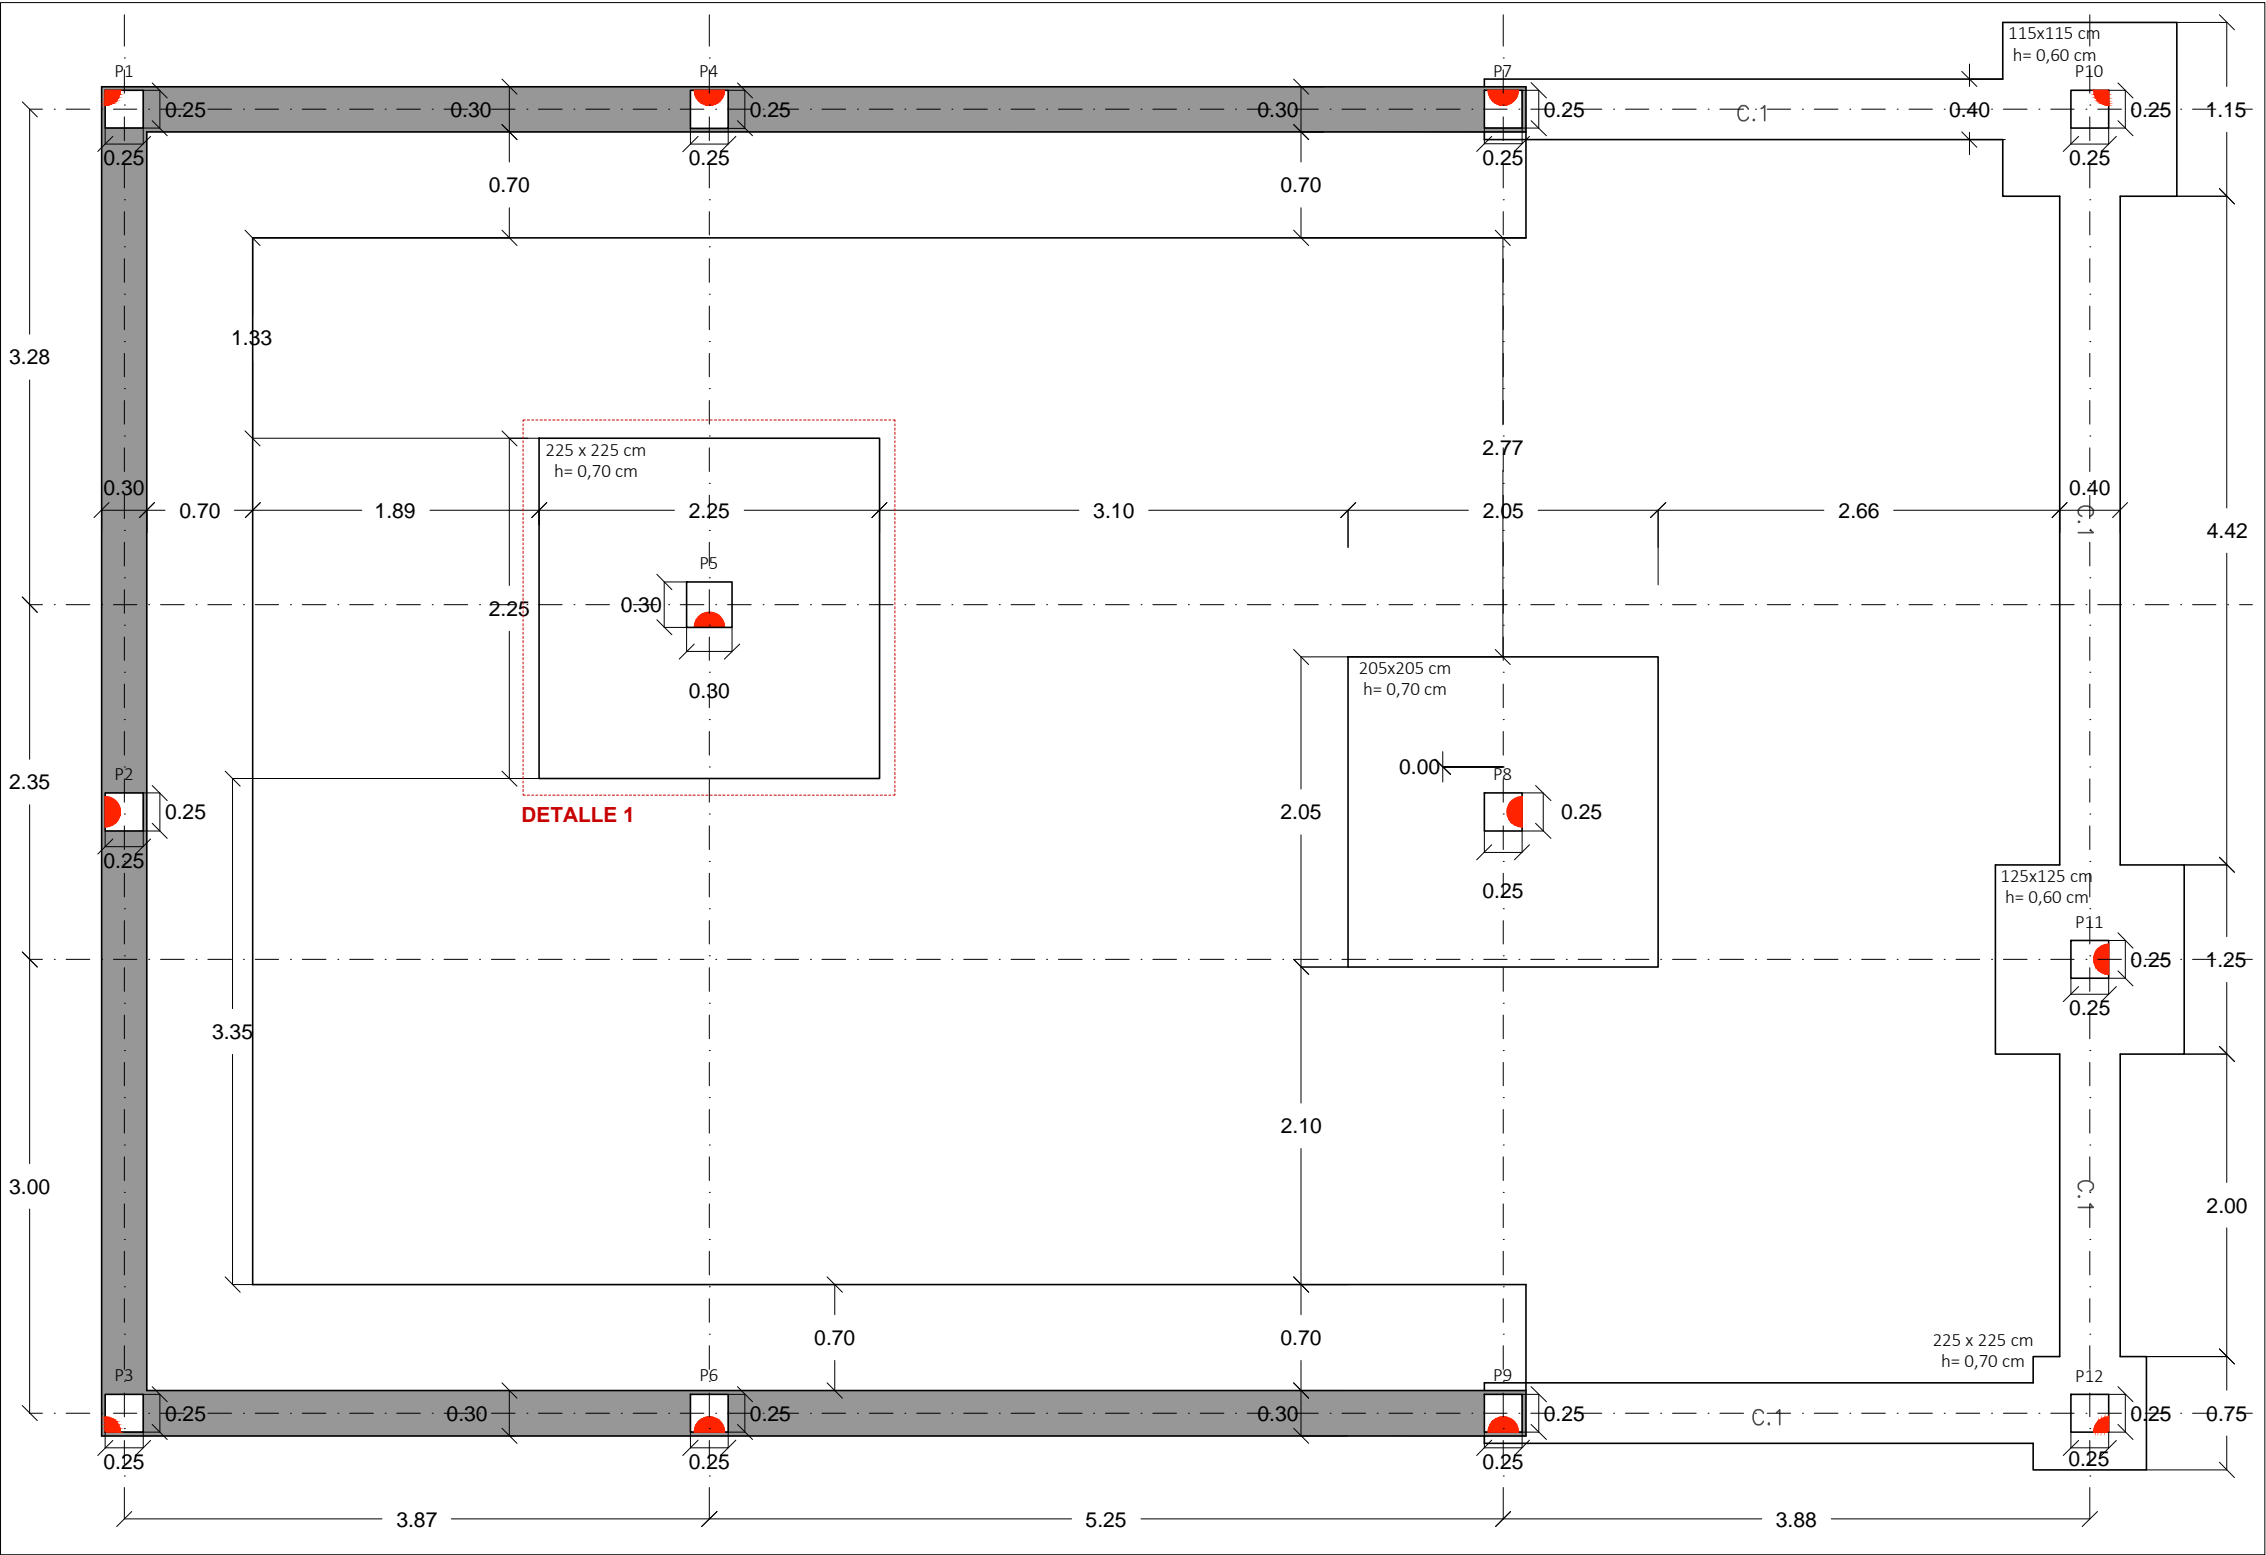 115x115 cm
h= 0,60 cm
P1
P4
P7
P10
0.25
0.30
0.25
0.30
0.25
C.1
0.40
0.25
1.15
0.25
0.25
0.25
0.25
0.70
0.70
1.33
3.28
2.77
225 x 225 cm
h= 0,70 cm
0.30
0.40
0.70
1.89
2.25
3.10
2.05
2.66
C.1
4.42
P5
0.30
2.25
0.30
205x205 cm
h= 0,70 cm
2.35
P2
0.00
P8
0.25
DETALLE 1
2.05
0.25
0.25
0.25
125x125 cm
h= 0,60 cm
P11
0.25
1.25
0.25
3.35
2.10
3.00
C.1
2.00
0.70
0.70
225 x 225 cm
h= 0,70 cm
P3
P6
P9
P12
0.25
0.30
0.25
0.30
0.25
C.1
0.25
0.75
0.25
0.25
0.25
0.25
3.87
5.25
3.88